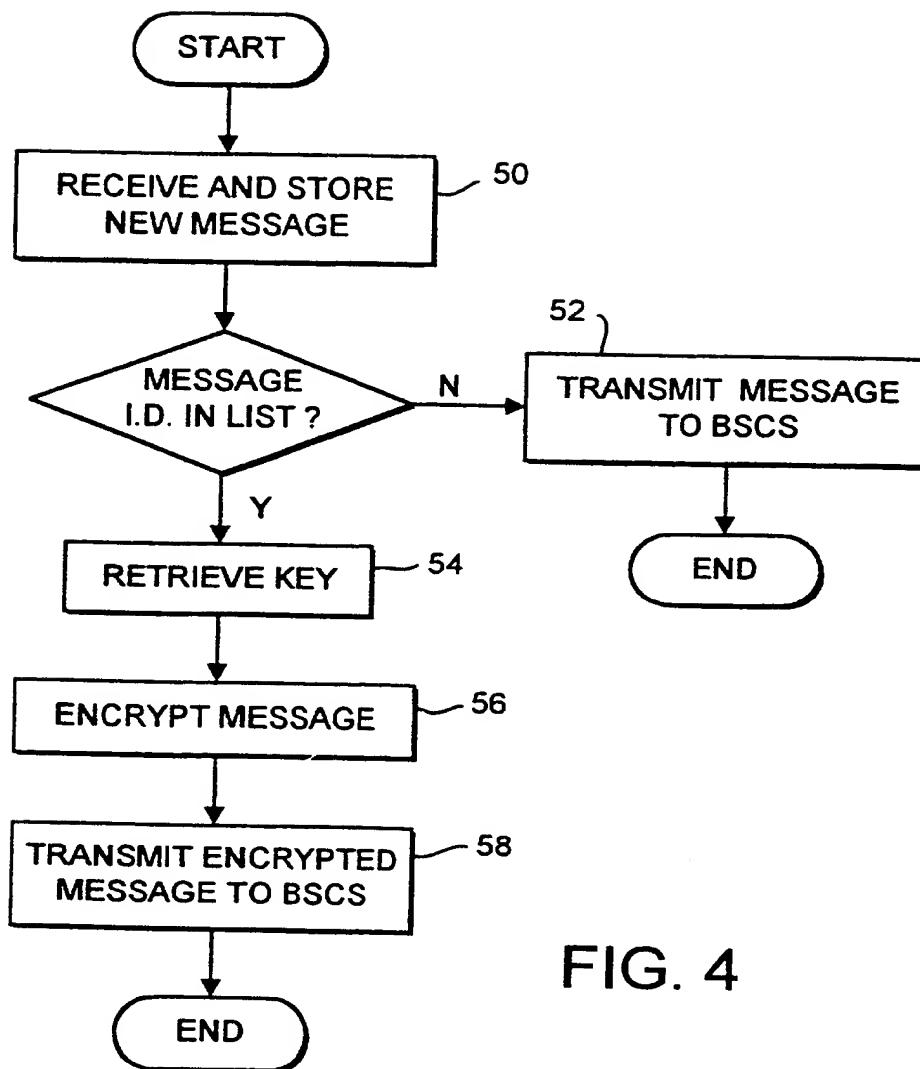 START
RECEIVE AND STORE
NEW MESSAGE
50
MESSAGE
I.D. IN LIST ?
N
52
TRANSMIT MESSAGE
TO BSCS
END
Y
RETRIEVE KEY
54
ENCRYPT MESSAGE
56
TRANSMIT ENCRYPTED
MESSAGE TO BSCS
58
END
FIG. 4